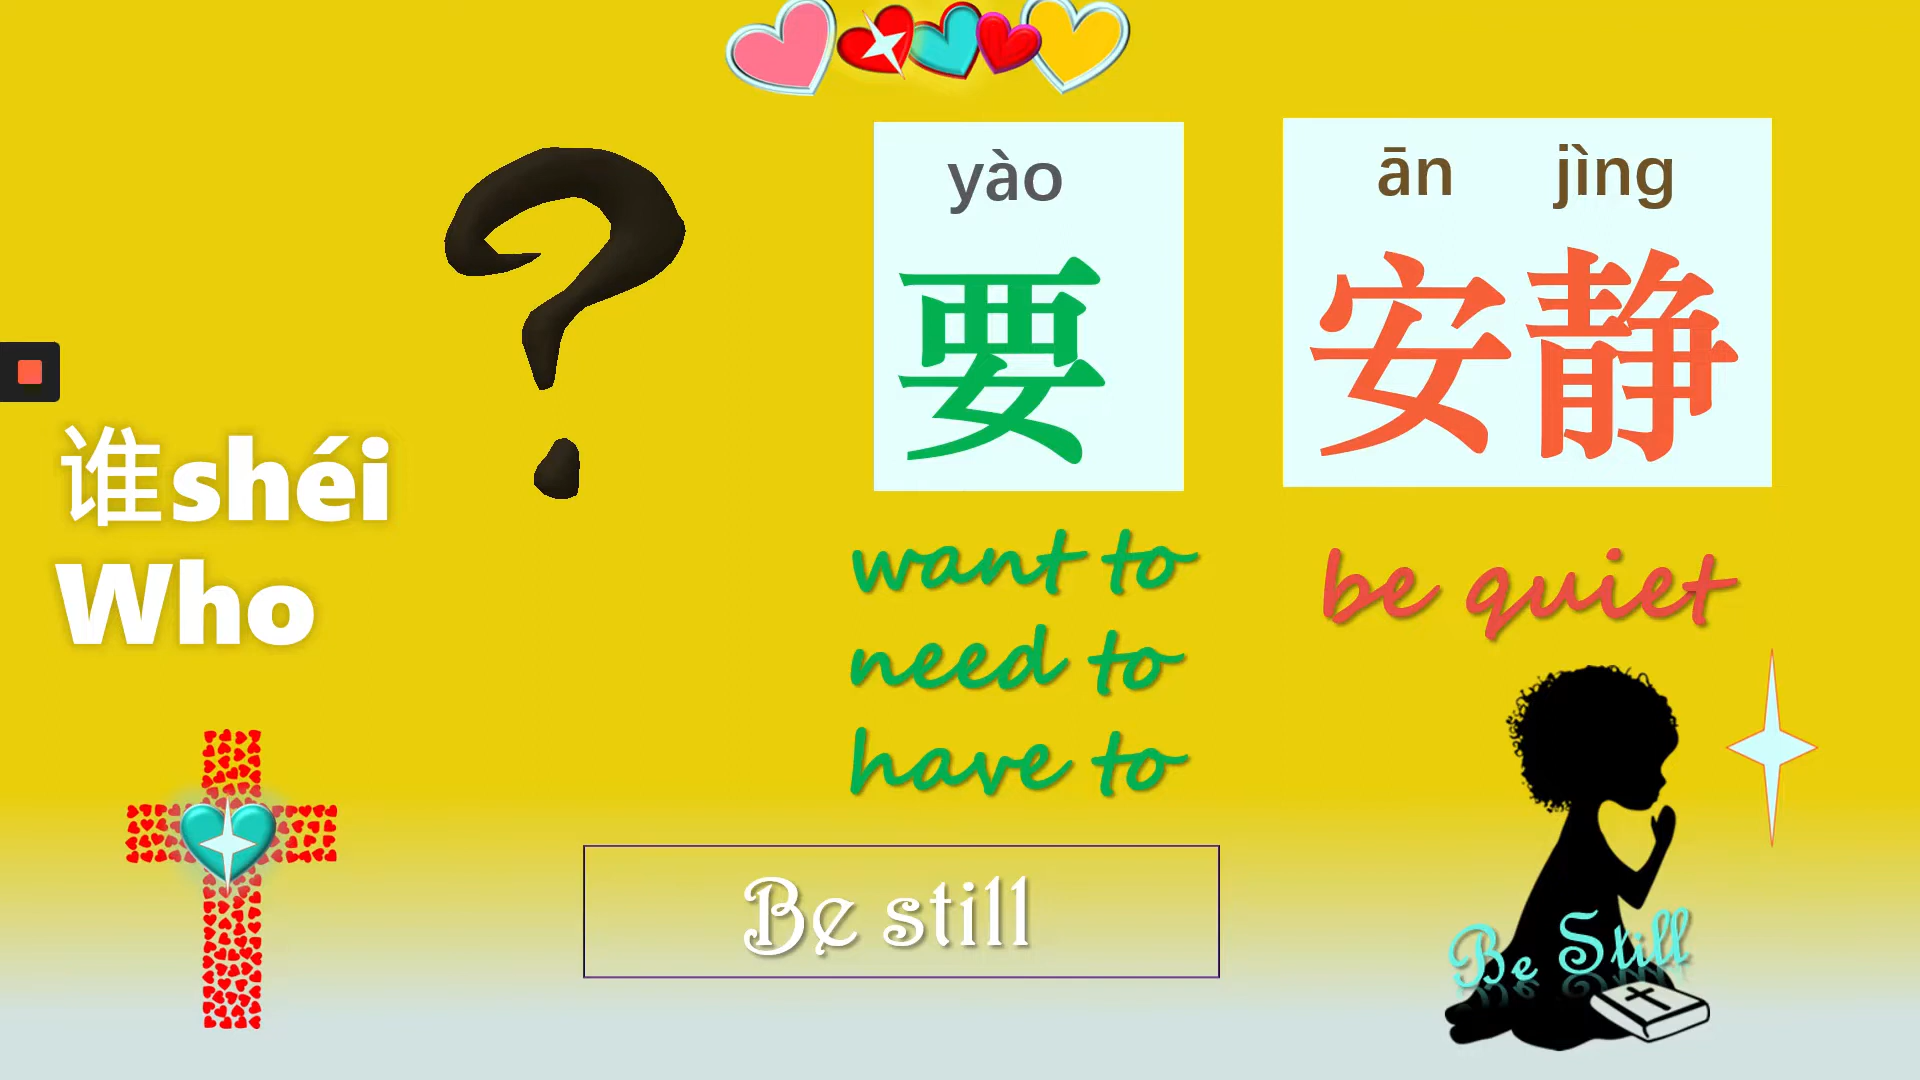 谁shéi
Who
yào
要
want to
need to
have to
ān jìng
安静
be quiet
Be still
Be Still